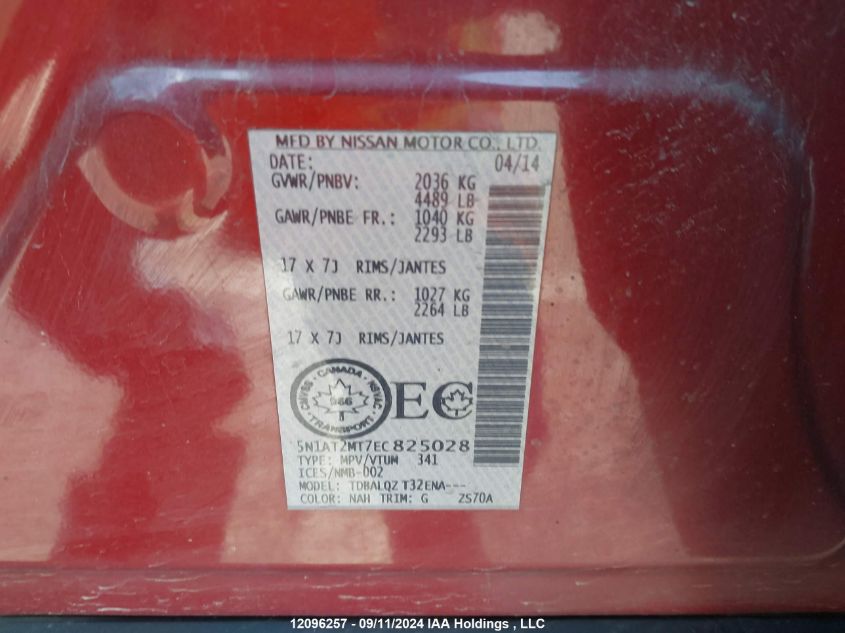 MFD BY NISSAN MOTOR CO., LTD.
DATE: 04/14
GVWR/PNBV: 2036 KG
4489 LB
GAWR/PNBE FR.: 1040 KG
2293 LB
17 X 7J RIMS/JANTES
GAWR/PNBE RR.: 1027 KG
2264 LB
17 X 7J RIMS/JANTES
CANADA
CMVSS · NSVAC
TRANSPORT
EC
5N1AT2MT7EC825028
TYPE: MPV/VTUM 341
ICES/NMB-002
MODEL: TDBALQZ T32ENA---
COLOR: NAH TRIM: G ZS70A
12096257 - 09/11/2024 IAA Holdings , LLC